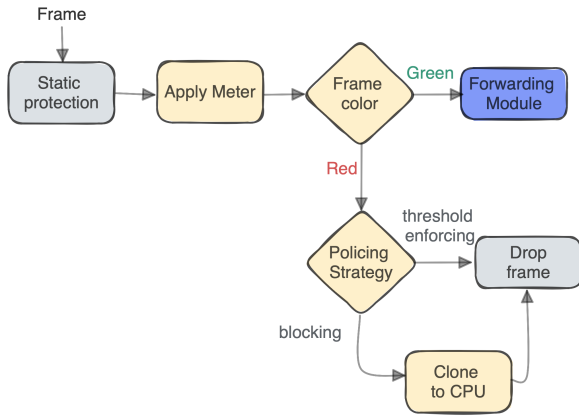 Frame
Static
protection
Apply Meter
Frame
color
Green
Forwarding
Module
Red
Policing
Strategy
threshold
enforcing
Drop
frame
blocking
Clone
to CPU